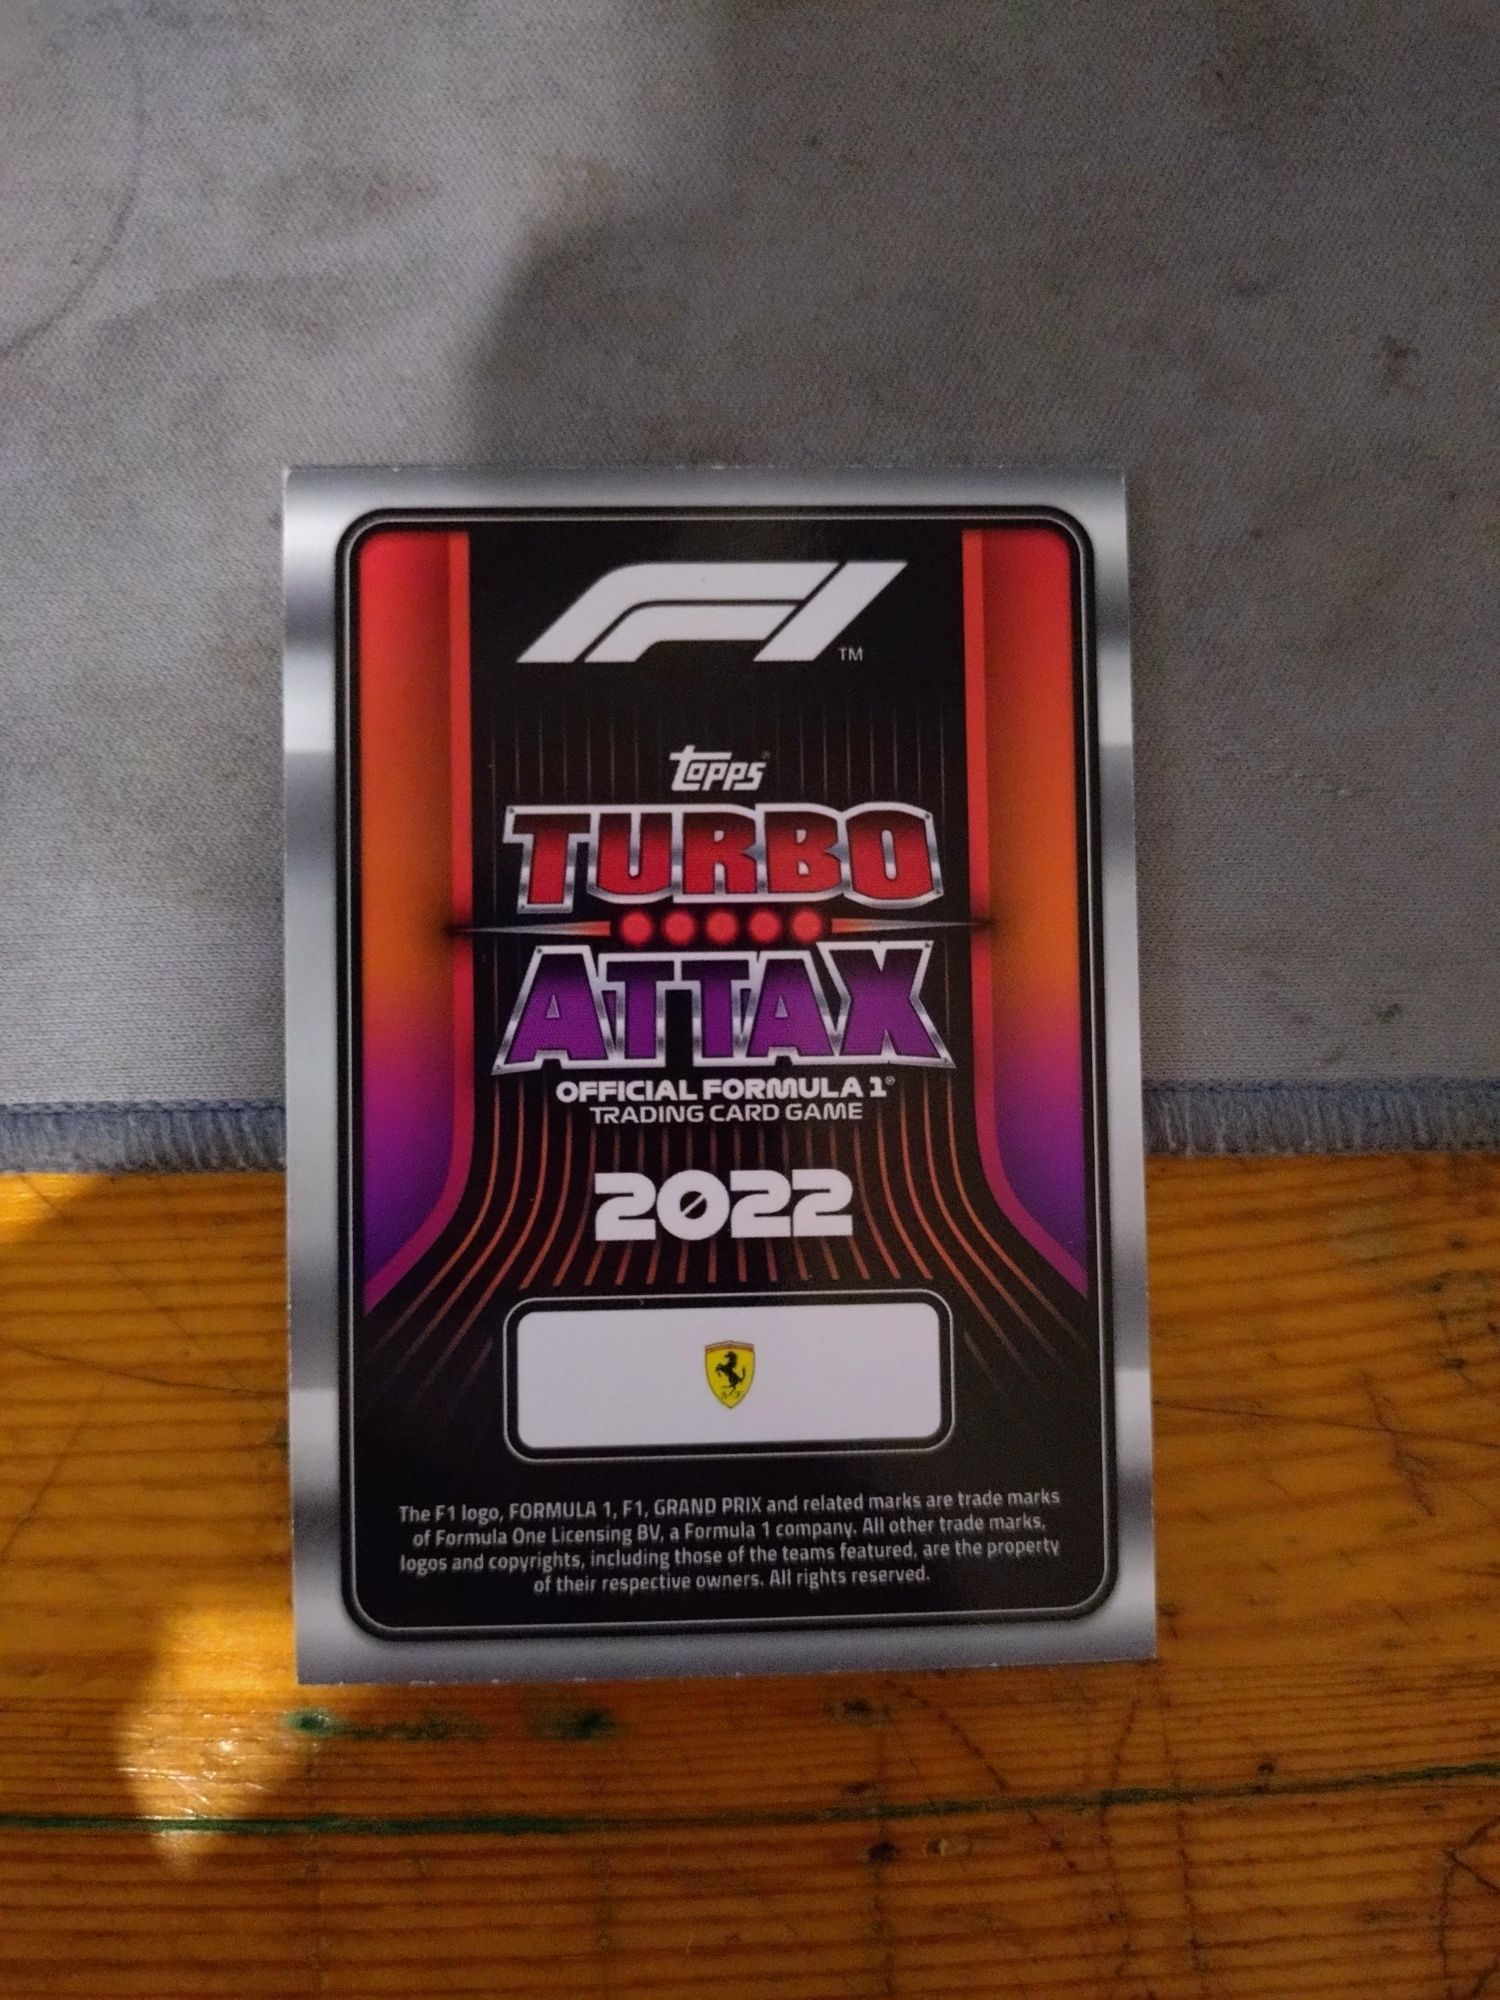 F1
TM
Topps®
TURBO
ATTAX
OFFICIAL FORMULA 1®
TRADING CARD GAME
2022
S F
The F1 logo, FORMULA 1, F1, GRAND PRIX and related marks are trade marks
of Formula One Licensing BV, a Formula 1 company. All other trade marks,
logos and copyrights, including those of the teams featured, are the property
of their respective owners. All rights reserved.